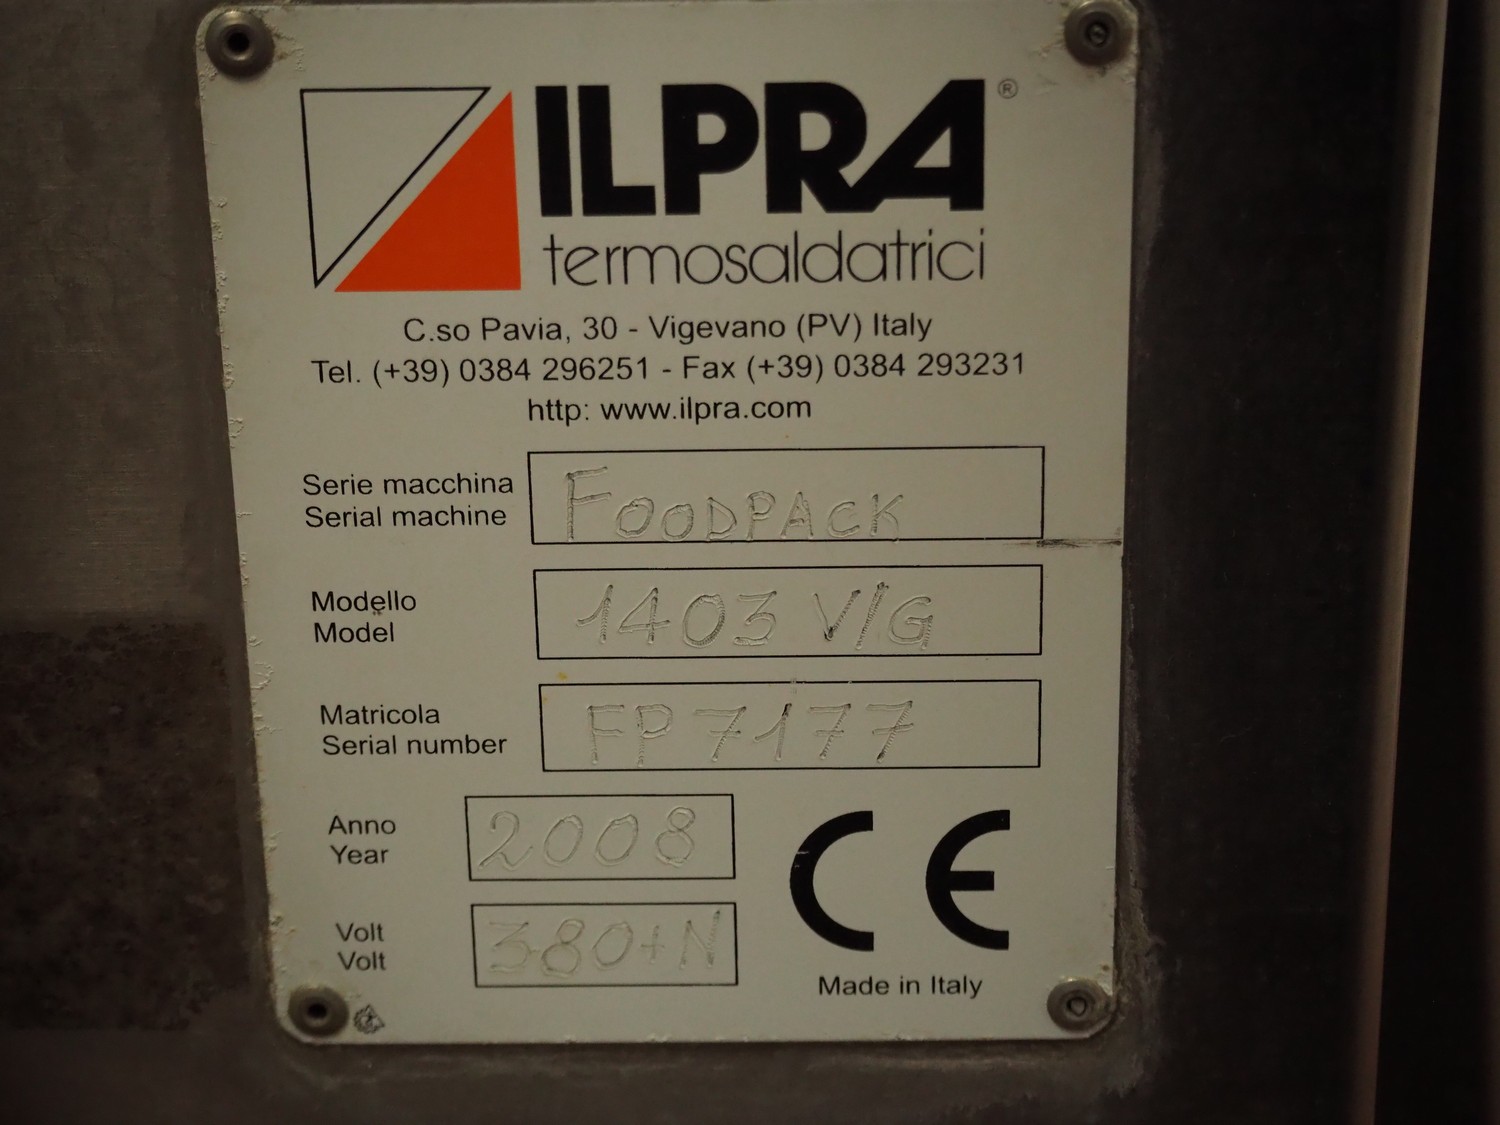 ILPRA®
termosaldatrici
C.so Pavia, 30 - Vigevano (PV) Italy
Tel. (+39) 0384 296251 - Fax (+39) 0384 293231
http: www.ilpra.com
Serie macchina
Serial machine
FOODPACK
Modello
Model
1403 V/G
Matricola
Serial number
FP7177
Anno
Year
2008
Volt
Volt
380+N
CE
Made in Italy